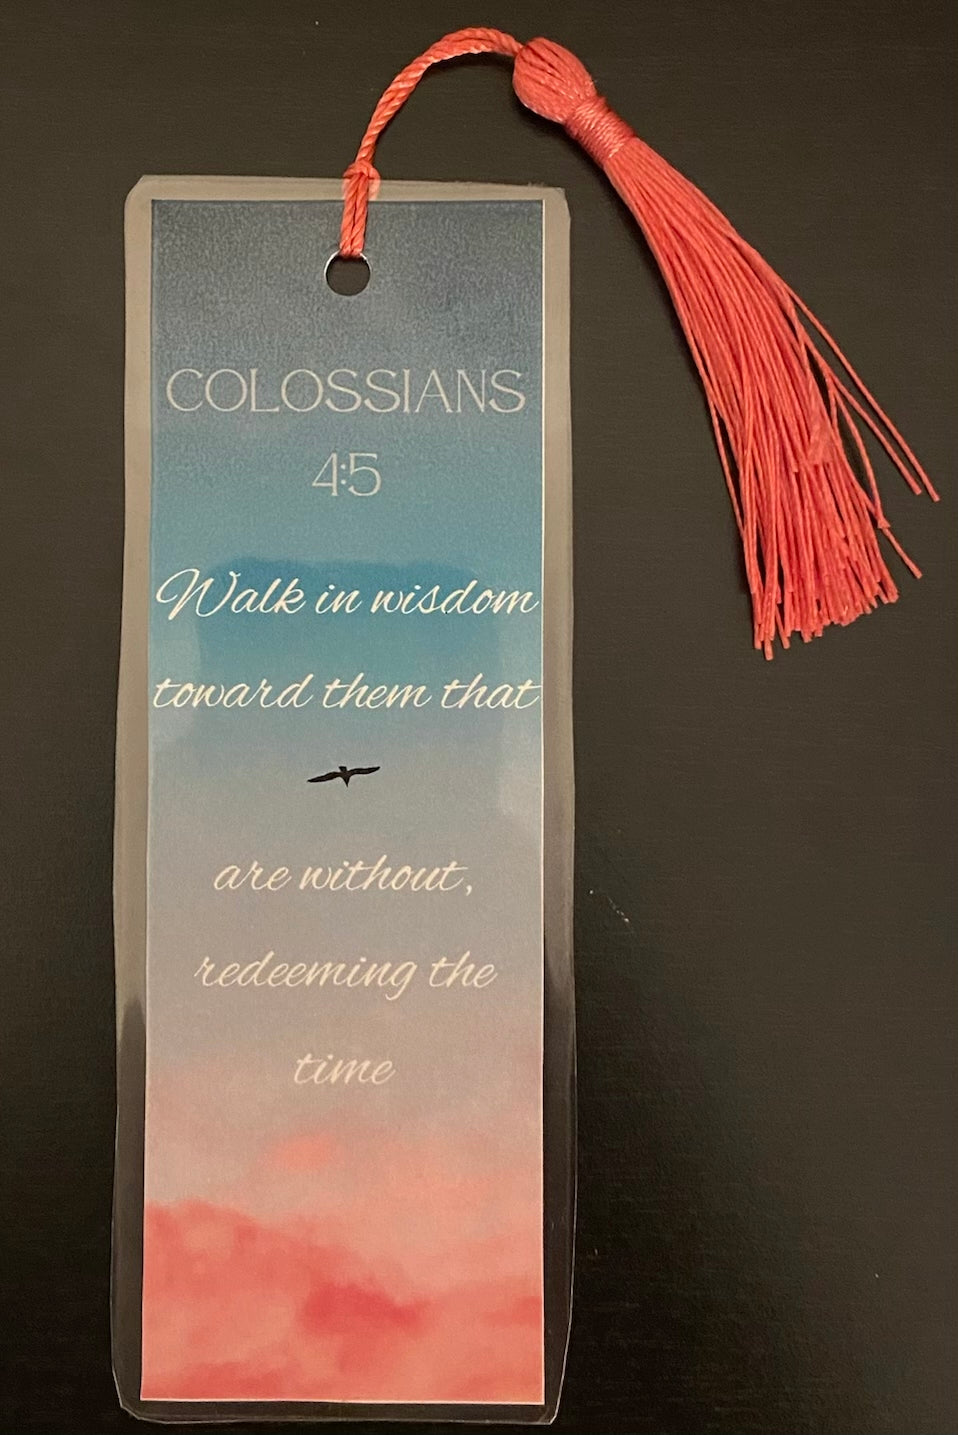 COLOSSIANS
4:5
Walk in wisdom
toward them that
are without,
redeeming the
time